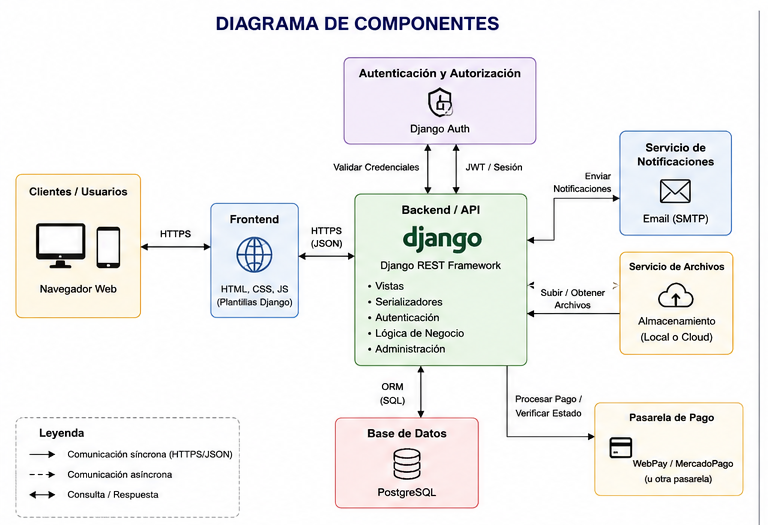 DIAGRAMA DE COMPONENTES
Autenticación y Autorización
Django Auth
Validar Credenciales
JWT / Sesión
Clientes / Usuarios
Navegador Web
HTTPS
Frontend
HTML, CSS, JS
(Plantillas Django)
HTTPS
(JSON)
Backend / API
django
Django REST Framework
• Vistas
• Serializadores
• Autenticación
• Lógica de Negocio
• Administración
Enviar
Notificaciones
Servicio de
Notificaciones
Email (SMTP)
Subir / Obtener
Archivos
Servicio de Archivos
Almacenamiento
(Local o Cloud)
ORM
(SQL)
Base de Datos
PostgreSQL
Procesar Pago /
Verificar Estado
Pasarela de Pago
WebPay / MercadoPago
(u otra pasarela)
Leyenda
Comunicación síncrona (HTTPS/JSON)
Comunicación asíncrona
Consulta / Respuesta